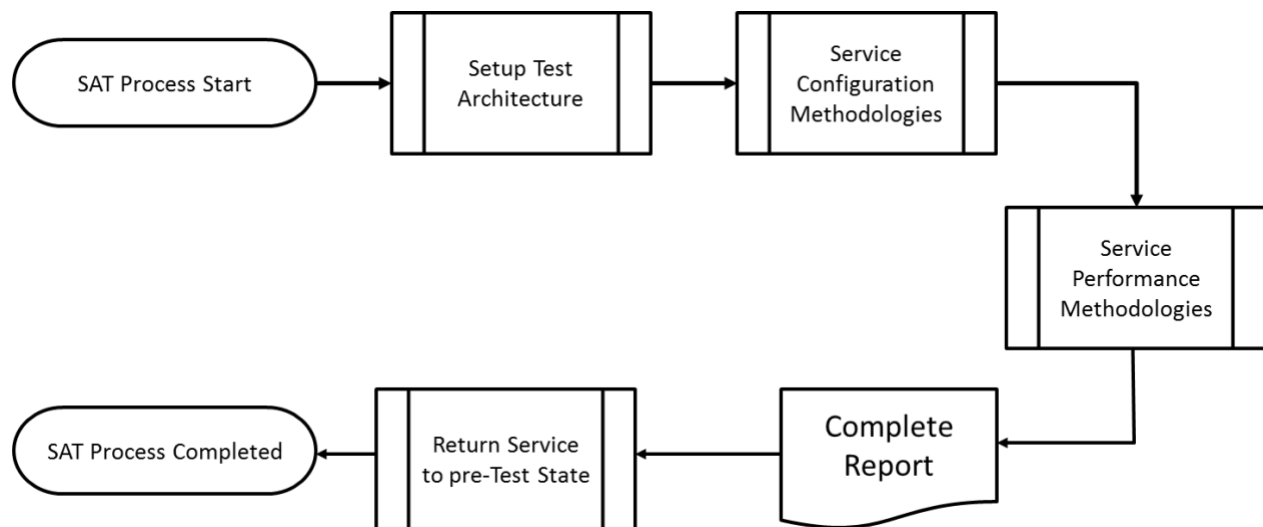 SAT Process Start
Setup Test
Architecture
Service
Configuration
Methodologies
Service
Performance
Methodologies
Complete
Report
Return Service
to pre-Test State
SAT Process Completed